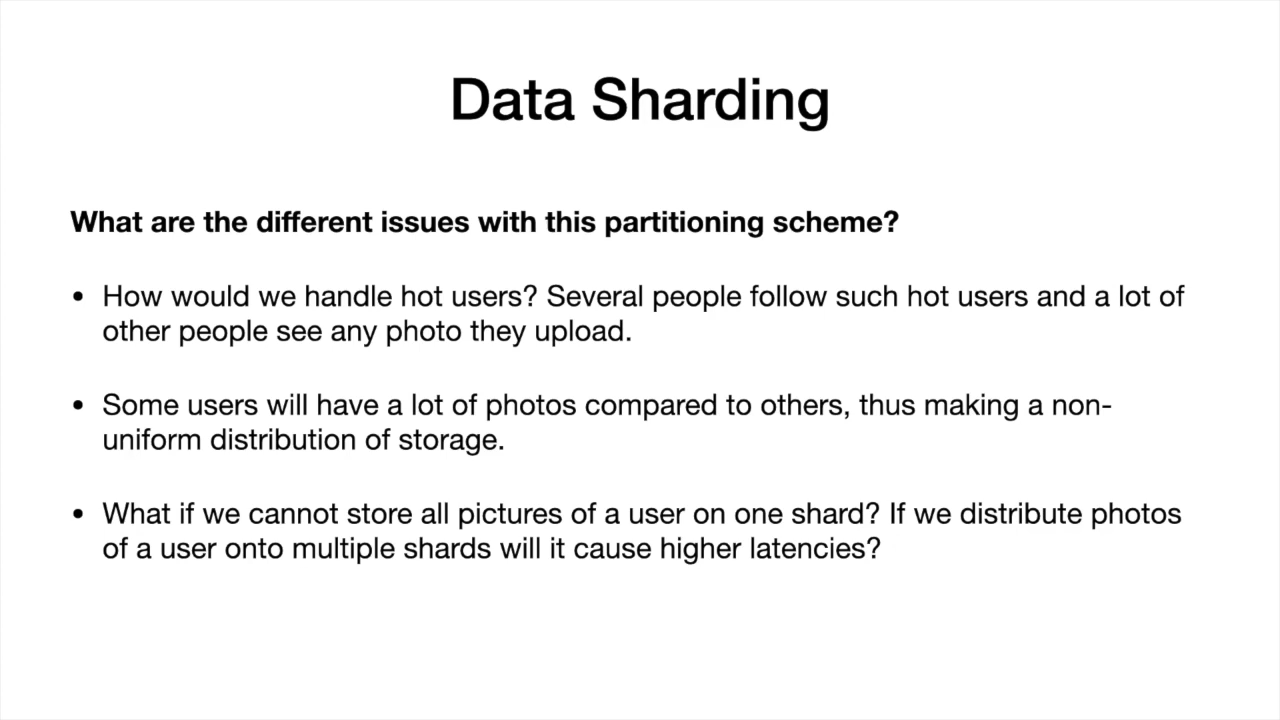 Data Sharding
What are the different issues with this partitioning scheme?
• How would we handle hot users? Several people follow such hot users and a lot of
other people see any photo they upload.
• Some users will have a lot of photos compared to others, thus making a non-
uniform distribution of storage.
• What if we cannot store all pictures of a user on one shard? If we distribute photos
of a user onto multiple shards will it cause higher latencies?